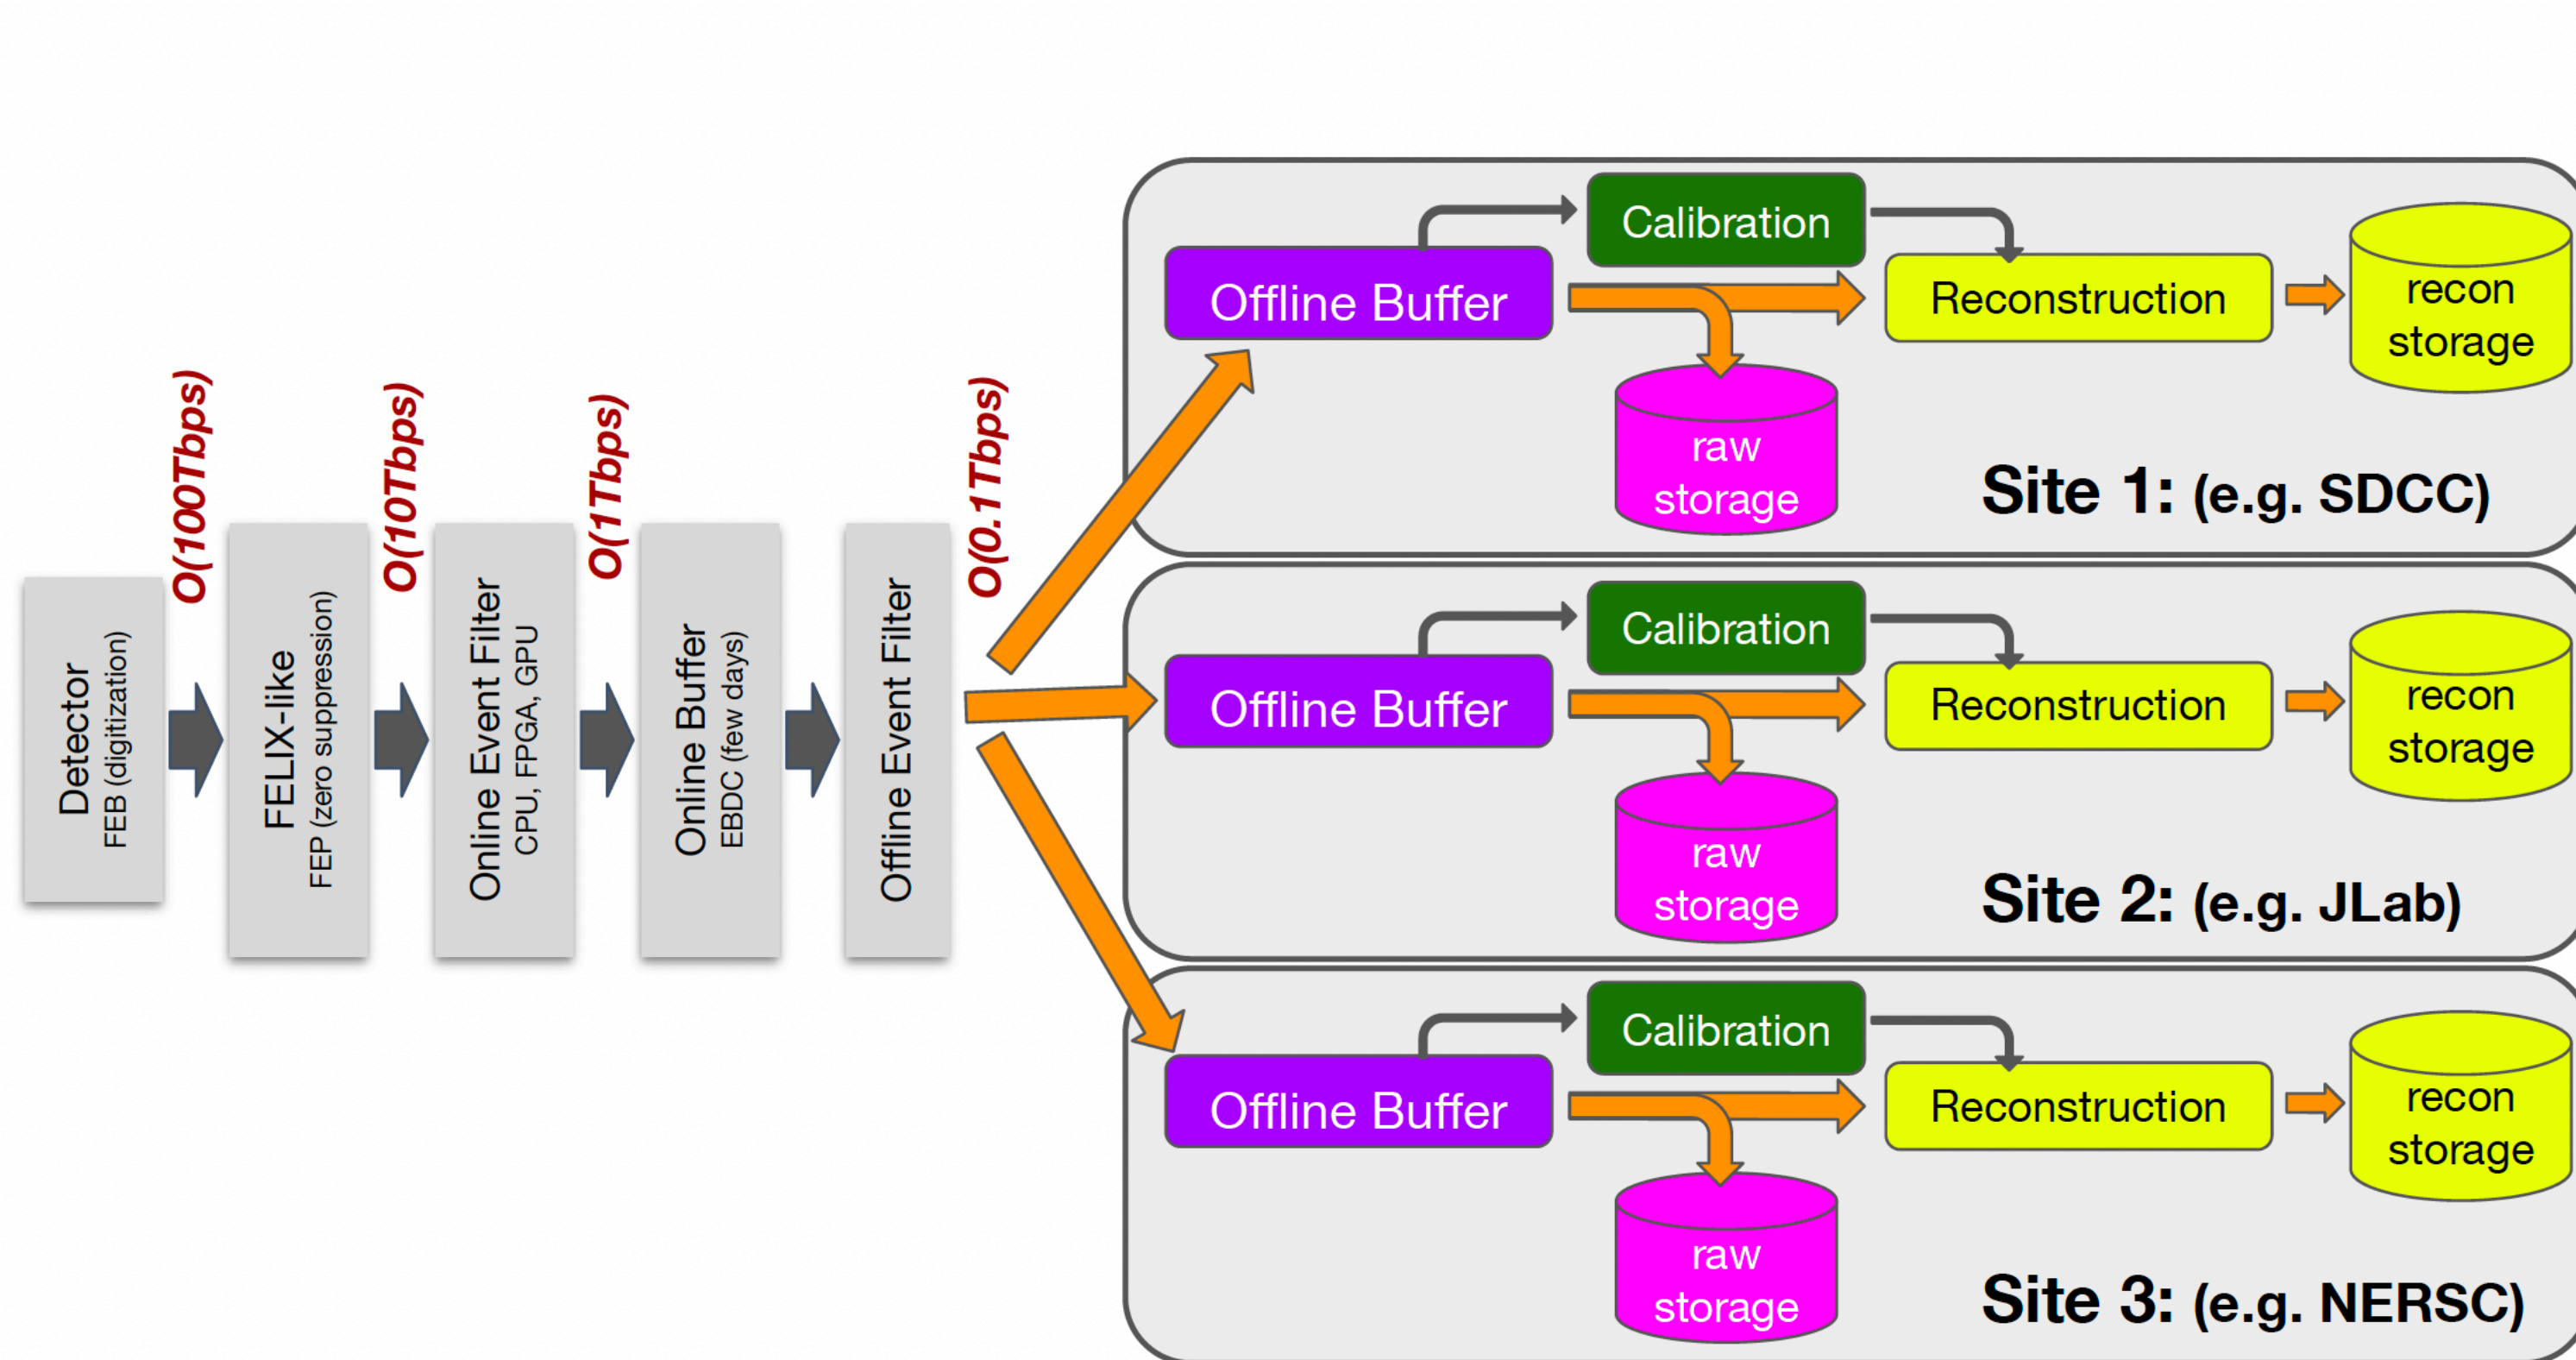 Detector
FEB (digitization)
O(100Tbps)
FELIX-like
FEP (zero suppression)
O(10Tbps)
Online Event Filter
CPU, FPGA, GPU
O(1Tbps)
Online Buffer
EBDC (few days)
Offline Event Filter
O(0.1Tbps)
Offline Buffer
Calibration
Reconstruction
recon
storage
raw
storage
Site 1: (e.g. SDCC)
Offline Buffer
Calibration
Reconstruction
recon
storage
raw
storage
Site 2: (e.g. JLab)
Offline Buffer
Calibration
Reconstruction
recon
storage
raw
storage
Site 3: (e.g. NERSC)